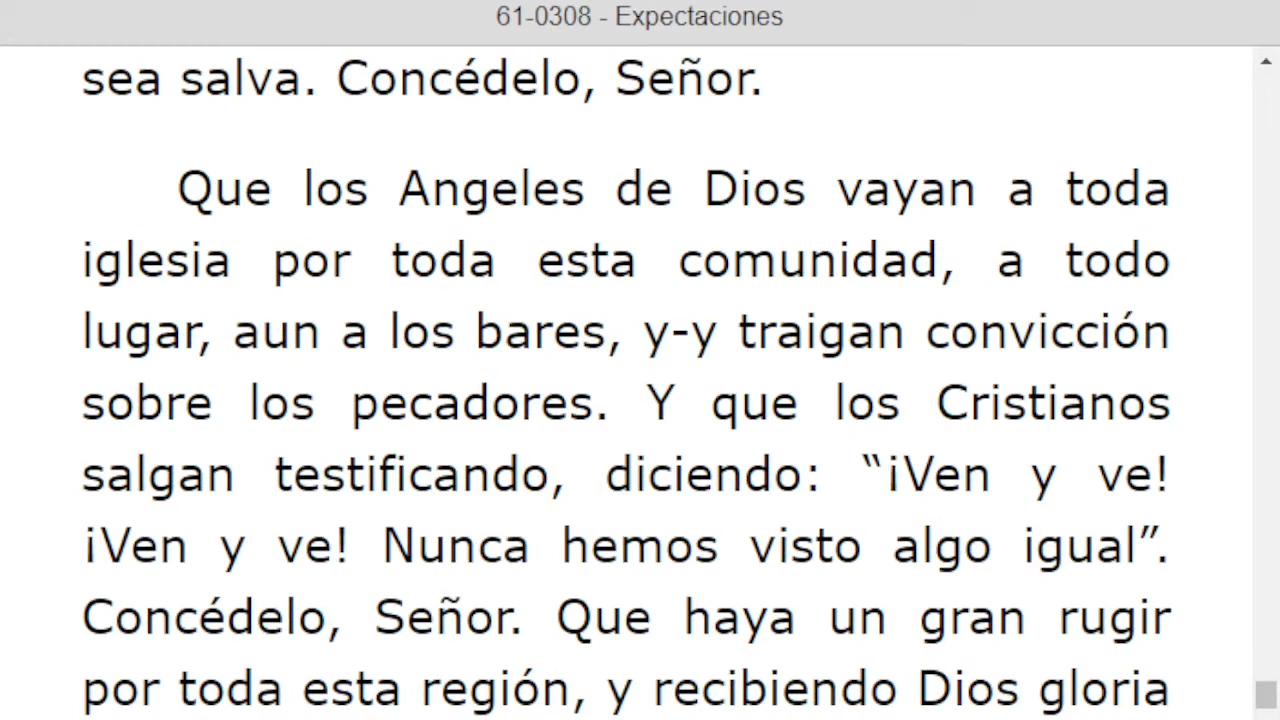 61-0308 - Expectaciones
sea salva. Concédelo, Señor.
Que los Angeles de Dios vayan a toda
iglesia por toda esta comunidad, a todo
lugar, aun a los bares, y-y traigan convicción
sobre los pecadores. Y que los Cristianos
salgan testificando, diciendo: “¡Ven y ve!
¡Ven y ve! Nunca hemos visto algo igual”.
Concédelo, Señor. Que haya un gran rugir
por toda esta región, y recibiendo Dios gloria